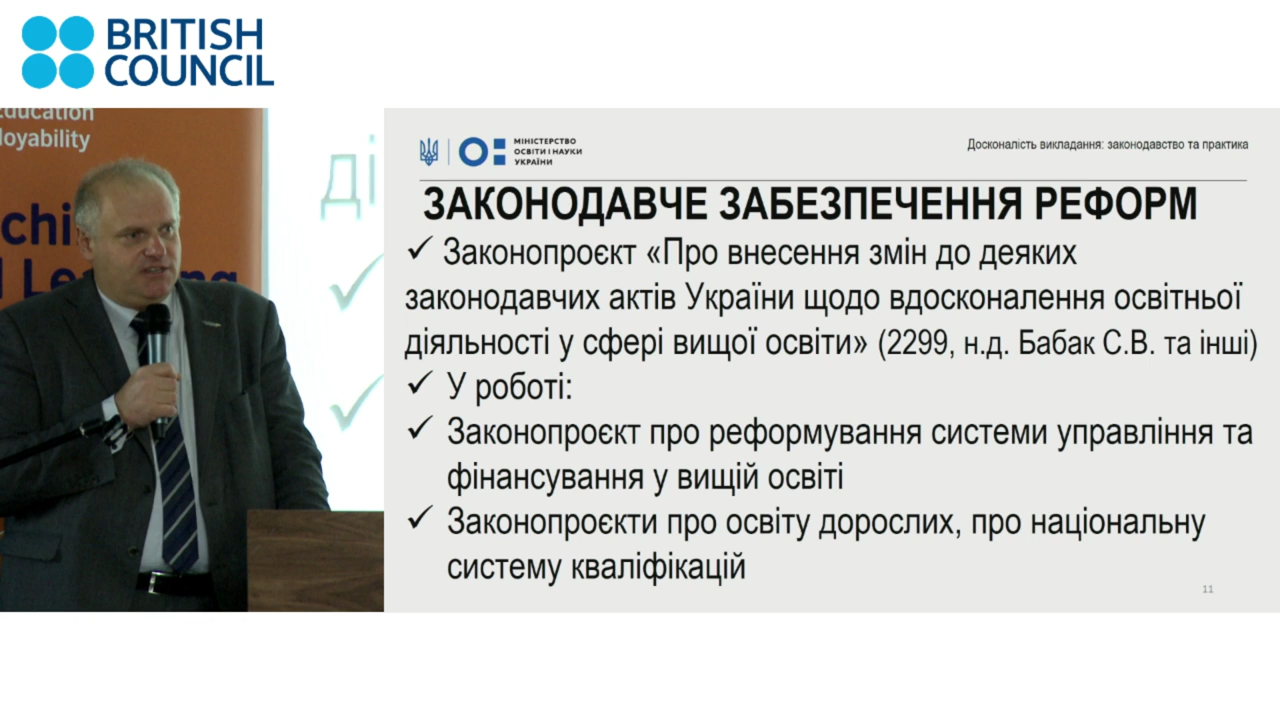 BRITISH
COUNCIL
МІНІСТЕРСТВО
ОСВІТИ І НАУКИ
УКРАЇНИ
Досконалість викладання: законодавство та практика
ЗАКОНОДАВЧЕ ЗАБЕЗПЕЧЕННЯ РЕФОРМ
✓ Законопроєкт «Про внесення змін до деяких
законодавчих актів України щодо вдосконалення освітньої
діяльності у сфері вищої освіти» (2299, н.д. Бабак С.В. та інші)
✓ У роботі:
✓ Законопроєкт про реформування системи управління та
фінансування у вищій освіті
✓ Законопроєкти про освіту дорослих, про національну
систему кваліфікацій
11